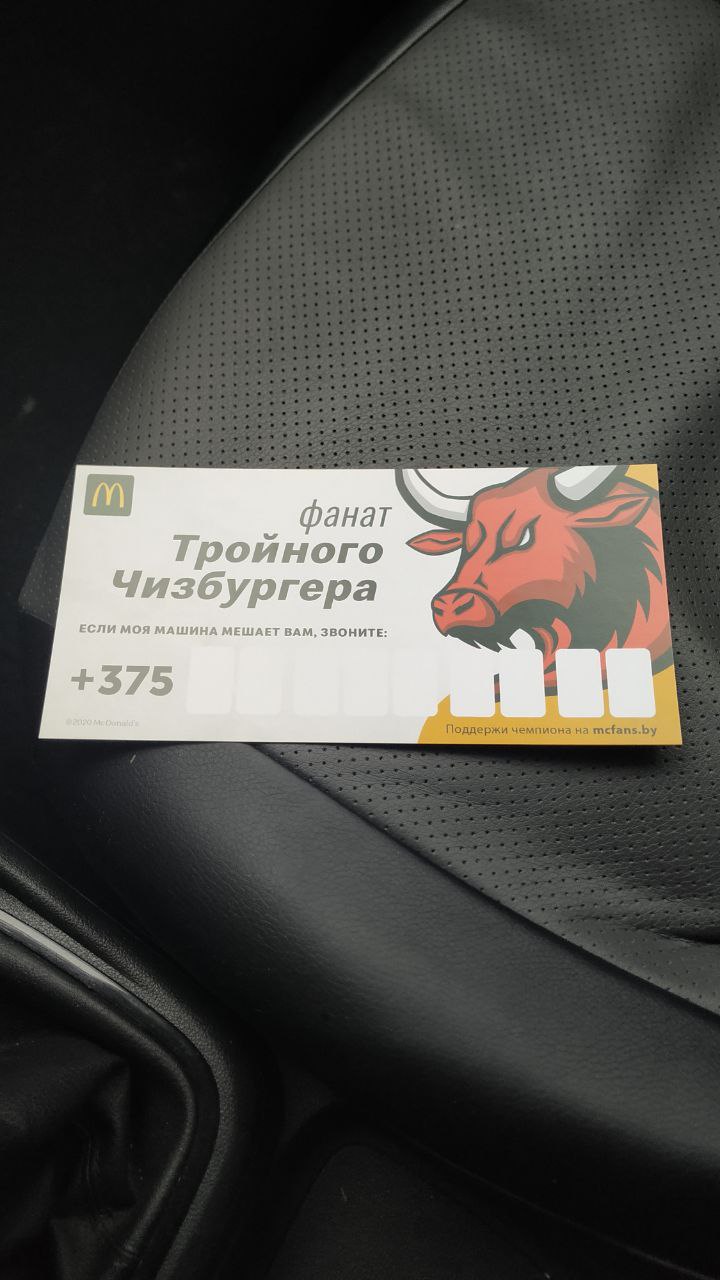 фанат
Тройного
Чизбургера
ЕСЛИ МОЯ МАШИНА МЕШАЕТ ВАМ, ЗВОНИТЕ:
+375
©2020 McDonald's
Поддержи чемпиона на mcfans.by